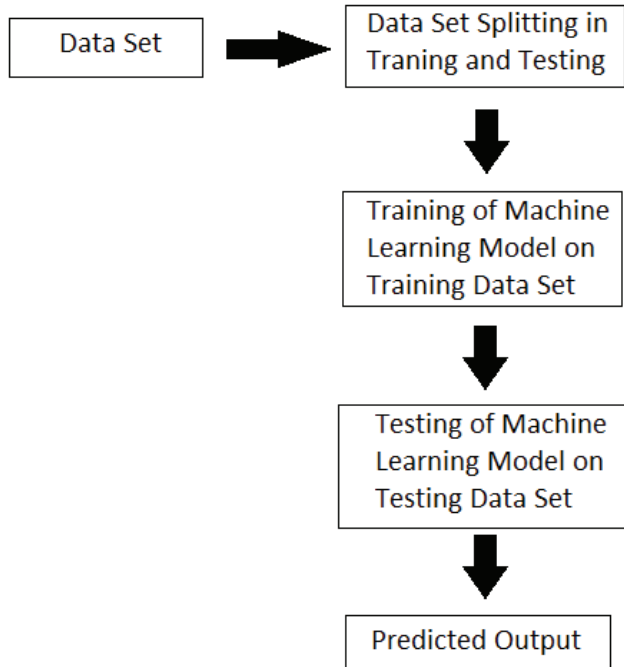 Data Set
Data Set Splitting in
Traning and Testing
Training of Machine
Learning Model on
Training Data Set
Testing of Machine
Learning Model on
Testing Data Set
Predicted Output